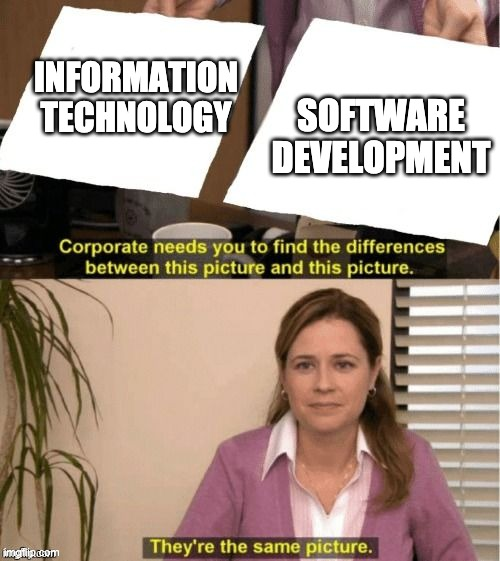 INFORMATION
TECHNOLOGY
SOFTWARE
DEVELOPMENT
Corporate needs you to find the differences
between this picture and this picture.
They're the same picture.
imgflip.com